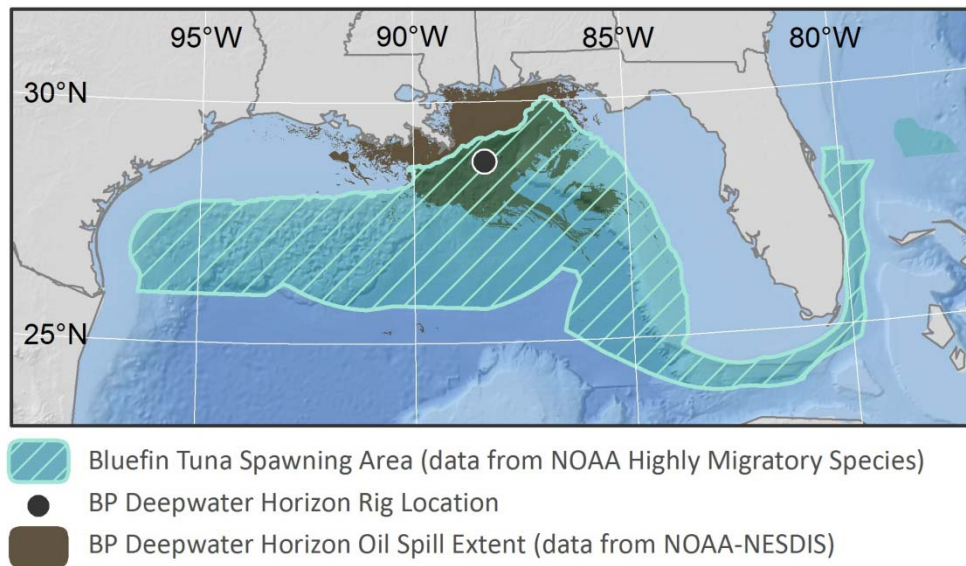 95°W 90°W 85°W 80°W
30°N
25°N
Bluefin Tuna Spawning Area (data from NOAA Highly Migratory Species)
BP Deepwater Horizon Rig Location
BP Deepwater Horizon Oil Spill Extent (data from NOAA-NESDIS)